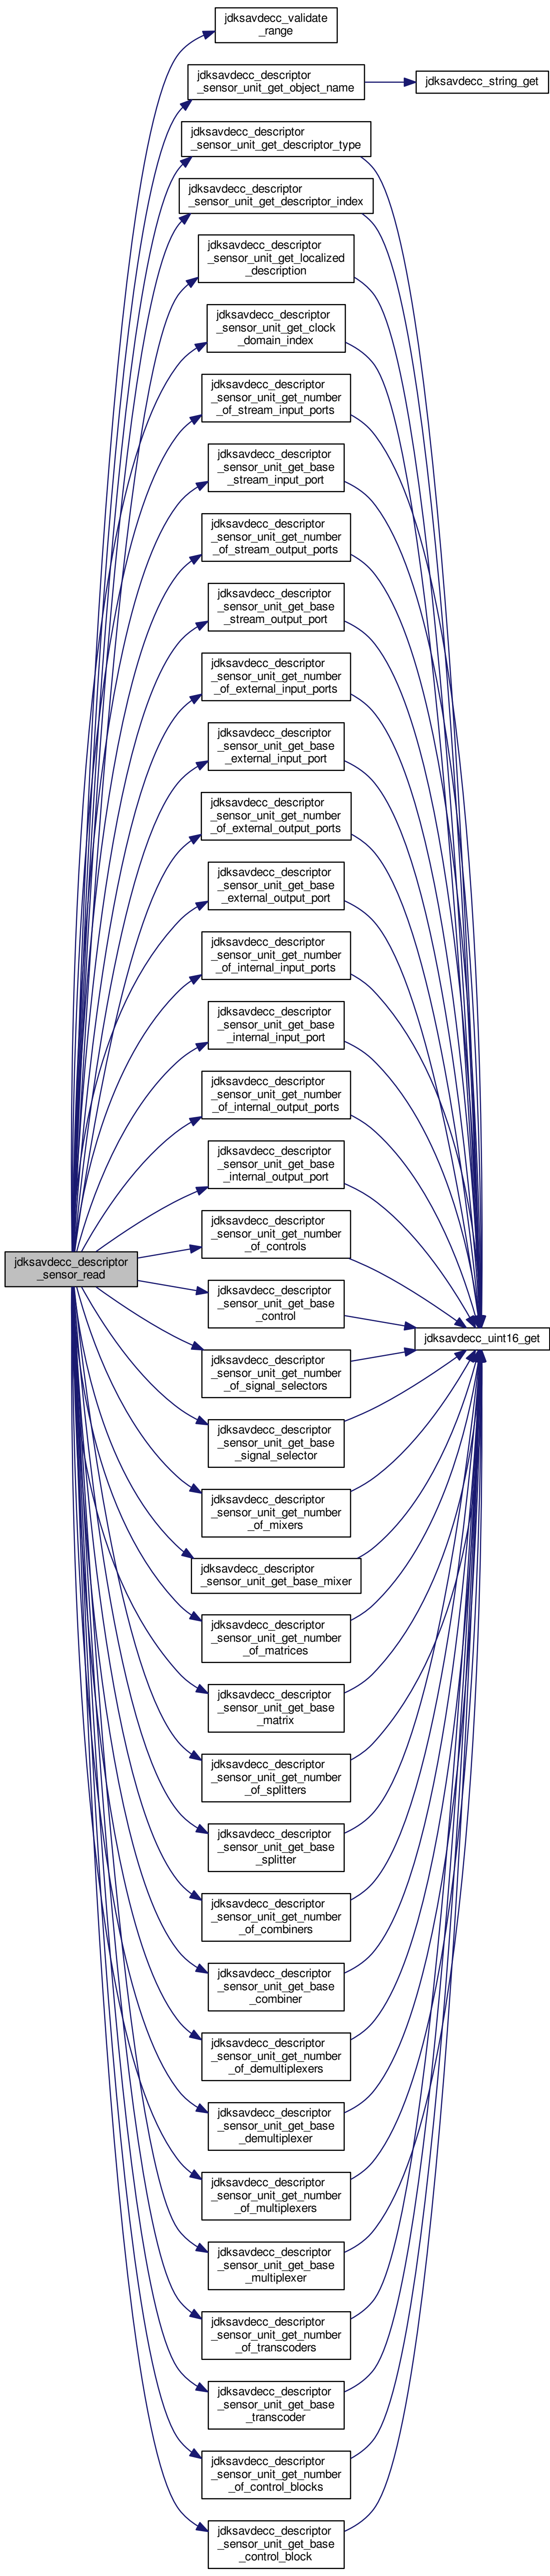 jdksavdecc_validate
_range
jdksavdecc_descriptor
_sensor_unit_get_object_name
jdksavdecc_string_get
jdksavdecc_descriptor
_sensor_unit_get_descriptor_type
jdksavdecc_descriptor
_sensor_unit_get_descriptor_index
jdksavdecc_descriptor
_sensor_unit_get_localized
_description
jdksavdecc_descriptor
_sensor_unit_get_clock
_domain_index
jdksavdecc_descriptor
_sensor_unit_get_number
_of_stream_input_ports
jdksavdecc_descriptor
_sensor_unit_get_base
_stream_input_port
jdksavdecc_descriptor
_sensor_unit_get_number
_of_stream_output_ports
jdksavdecc_descriptor
_sensor_unit_get_base
_stream_output_port
jdksavdecc_descriptor
_sensor_unit_get_number
_of_external_input_ports
jdksavdecc_descriptor
_sensor_unit_get_base
_external_input_port
jdksavdecc_descriptor
_sensor_unit_get_number
_of_external_output_ports
jdksavdecc_descriptor
_sensor_unit_get_base
_external_output_port
jdksavdecc_descriptor
_sensor_unit_get_number
_of_internal_input_ports
jdksavdecc_descriptor
_sensor_unit_get_base
_internal_input_port
jdksavdecc_descriptor
_sensor_unit_get_number
_of_internal_output_ports
jdksavdecc_descriptor
_sensor_unit_get_base
_internal_output_port
jdksavdecc_descriptor
_sensor_unit_get_number
_of_controls
jdksavdecc_descriptor
_sensor_read
jdksavdecc_descriptor
_sensor_unit_get_base
_control
jdksavdecc_uint16_get
jdksavdecc_descriptor
_sensor_unit_get_number
_of_signal_selectors
jdksavdecc_descriptor
_sensor_unit_get_base
_signal_selector
jdksavdecc_descriptor
_sensor_unit_get_number
_of_mixers
jdksavdecc_descriptor
_sensor_unit_get_base_mixer
jdksavdecc_descriptor
_sensor_unit_get_number
_of_matrices
jdksavdecc_descriptor
_sensor_unit_get_base
_matrix
jdksavdecc_descriptor
_sensor_unit_get_number
_of_splitters
jdksavdecc_descriptor
_sensor_unit_get_base
_splitter
jdksavdecc_descriptor
_sensor_unit_get_number
_of_combiners
jdksavdecc_descriptor
_sensor_unit_get_base
_combiner
jdksavdecc_descriptor
_sensor_unit_get_number
_of_demultiplexers
jdksavdecc_descriptor
_sensor_unit_get_base
_demultiplexer
jdksavdecc_descriptor
_sensor_unit_get_number
_of_multiplexers
jdksavdecc_descriptor
_sensor_unit_get_base
_multiplexer
jdksavdecc_descriptor
_sensor_unit_get_number
_of_transcoders
jdksavdecc_descriptor
_sensor_unit_get_base
_transcoder
jdksavdecc_descriptor
_sensor_unit_get_number
_of_control_blocks
jdksavdecc_descriptor
_sensor_unit_get_base
_control_block